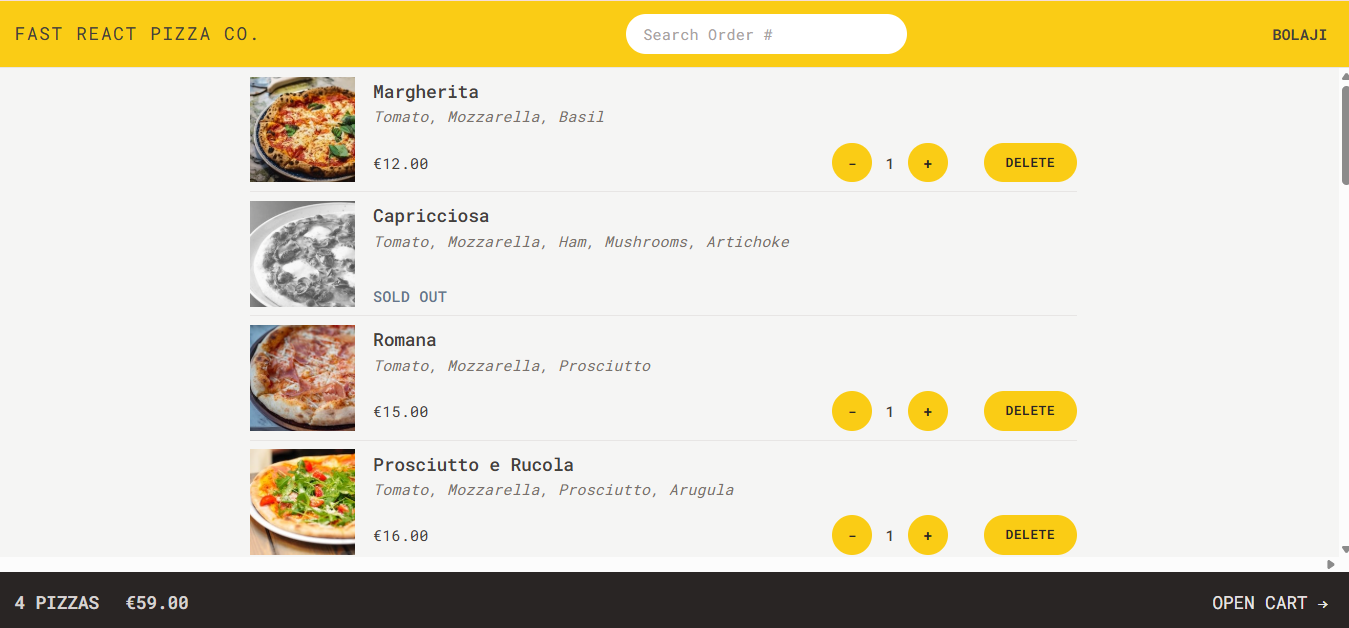 FAST REACT PIZZA CO.
Search Order #
BOLAJI
Margherita
Tomato, Mozzarella, Basil
€12.00
- 1 + DELETE
Capricciosa
Tomato, Mozzarella, Ham, Mushrooms, Artichoke
SOLD OUT
Romana
Tomato, Mozzarella, Prosciutto
€15.00
- 1 + DELETE
Prosciutto e Rucola
Tomato, Mozzarella, Prosciutto, Arugula
€16.00
- 1 + DELETE
4 PIZZAS €59.00
OPEN CART →